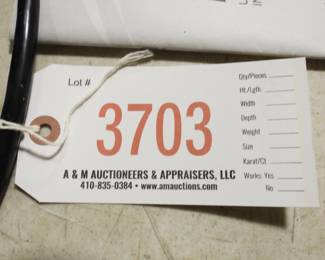 Lot #
3703
A & M AUCTIONEERS & APPRAISERS, LLC
410-835-0384 • www.amauctions.com
Qty/Pieces
Ht./Lgth.
Width
Depth
Weight
Size
Karat/Ct
Works: Yes
No